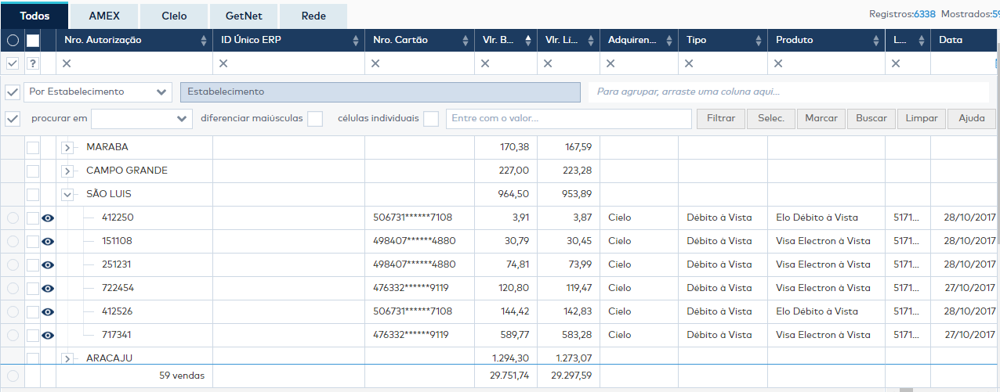 Todos AMEX CIelo GetNet Rede Registros:6338 Mostrados:59
Nro. Autorização ID Único ERP Nro. Cartão Vlr. B... Vlr. Li... Adquiren... Tipo Produto L... Data
?
Por Estabelecimento Estabelecimento Para agrupar, arraste uma coluna aqui...
procurar em diferenciar maiúsculas células individuais Entre com o valor... Filtrar Selec. Marcar Buscar Limpar Ajuda
MARABA 170,38 167,59
CAMPO GRANDE 227,00 223,28
SÃO LUIS 964,50 953,89
412250 506731******7108 3,91 3,87 Cielo Débito à Vista Elo Débito à Vista 5171... 28/10/2017
151108 498407******4880 30,79 30,45 Cielo Débito à Vista Visa Electron à Vista 5171... 28/10/2017
251231 498407******4880 74,81 73,99 Cielo Débito à Vista Visa Electron à Vista 5171... 28/10/2017
722454 476332******9119 120,80 119,47 Cielo Débito à Vista Visa Electron à Vista 5171... 27/10/2017
412526 506731******7108 144,42 142,83 Cielo Débito à Vista Elo Débito à Vista 5171... 28/10/2017
717341 476332******9119 589,77 583,28 Cielo Débito à Vista Visa Electron à Vista 5171... 27/10/2017
ARACAJU 1.294,30 1.273,07
59 vendas 29.751,74 29.297,59